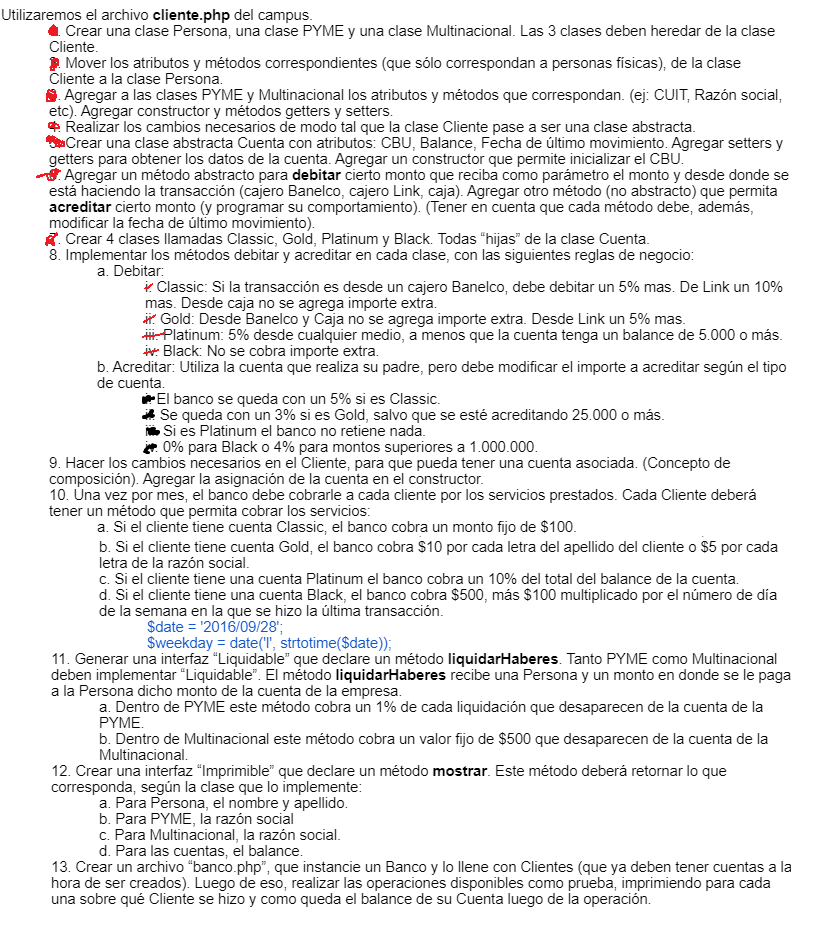 Utilizaremos el archivo cliente.php del campus.
. Crear una clase Persona, una clase PYME y una clase Multinacional. Las 3 clases deben heredar de la clase
Cliente.
. Mover los atributos y métodos correspondientes (que sólo correspondan a personas físicas), de la clase
Cliente a la clase Persona.
. Agregar a las clases PYME y Multinacional los atributos y métodos que correspondan. (ej: CUIT, Razón social,
etc). Agregar constructor y métodos getters y setters.
4. Realizar los cambios necesarios de modo tal que la clase Cliente pase a ser una clase abstracta.
Crear una clase abstracta Cuenta con atributos: CBU, Balance, Fecha de último movimiento. Agregar setters y
getters para obtener los datos de la cuenta. Agregar un constructor que permite inicializar el CBU.
. Agregar un método abstracto para debitar cierto monto que reciba como parámetro el monto y desde donde se
está haciendo la transacción (cajero Banelco, cajero Link, caja). Agregar otro método (no abstracto) que permita
acreditar cierto monto (y programar su comportamiento). (Tener en cuenta que cada método debe, además,
modificar la fecha de último movimiento).
7. Crear 4 clases llamadas Classic, Gold, Platinum y Black. Todas “hijas” de la clase Cuenta.
8. Implementar los métodos debitar y acreditar en cada clase, con las siguientes reglas de negocio:
a. Debitar:
i. Classic: Si la transacción es desde un cajero Banelco, debe debitar un 5% mas. De Link un 10%
mas. Desde caja no se agrega importe extra.
ii. Gold: Desde Banelco y Caja no se agrega importe extra. Desde Link un 5% mas.
iii. Platinum: 5% desde cualquier medio, a menos que la cuenta tenga un balance de 5.000 o más.
iv. Black: No se cobra importe extra.
b. Acreditar: Utiliza la cuenta que realiza su padre, pero debe modificar el importe a acreditar según el tipo
de cuenta.
El banco se queda con un 5% si es Classic.
Se queda con un 3% si es Gold, salvo que se esté acreditando 25.000 o más.
Si es Platinum el banco no retiene nada.
0% para Black o 4% para montos superiores a 1.000.000.
9. Hacer los cambios necesarios en el Cliente, para que pueda tener una cuenta asociada. (Concepto de
composición). Agregar la asignación de la cuenta en el constructor.
10. Una vez por mes, el banco debe cobrarle a cada cliente por los servicios prestados. Cada Cliente deberá
tener un método que permita cobrar los servicios:
a. Si el cliente tiene cuenta Classic, el banco cobra un monto fijo de $100.
b. Si el cliente tiene cuenta Gold, el banco cobra $10 por cada letra del apellido del cliente o $5 por cada
letra de la razón social.
c. Si el cliente tiene una cuenta Platinum el banco cobra un 10% del total del balance de la cuenta.
d. Si el cliente tiene una cuenta Black, el banco cobra $500, más $100 multiplicado por el número de día
de la semana en la que se hizo la última transacción.
$date = '2016/09/28';
$weekday = date('l', strtotime($date));
11. Generar una interfaz “Liquidable” que declare un método liquidarHaberes. Tanto PYME como Multinacional
deben implementar “Liquidable”. El método liquidarHaberes recibe una Persona y un monto en donde se le paga
a la Persona dicho monto de la cuenta de la empresa.
a. Dentro de PYME este método cobra un 1% de cada liquidación que desaparecen de la cuenta de la
PYME.
b. Dentro de Multinacional este método cobra un valor fijo de $500 que desaparecen de la cuenta de la
Multinacional.
12. Crear una interfaz “Imprimible” que declare un método mostrar. Este método deberá retornar lo que
corresponda, según la clase que lo implemente:
a. Para Persona, el nombre y apellido.
b. Para PYME, la razón social
c. Para Multinacional, la razón social.
d. Para las cuentas, el balance.
13. Crear un archivo “banco.php”, que instancie un Banco y lo llene con Clientes (que ya deben tener cuentas a la
hora de ser creados). Luego de eso, realizar las operaciones disponibles como prueba, imprimiendo para cada
una sobre qué Cliente se hizo y como queda el balance de su Cuenta luego de la operación.